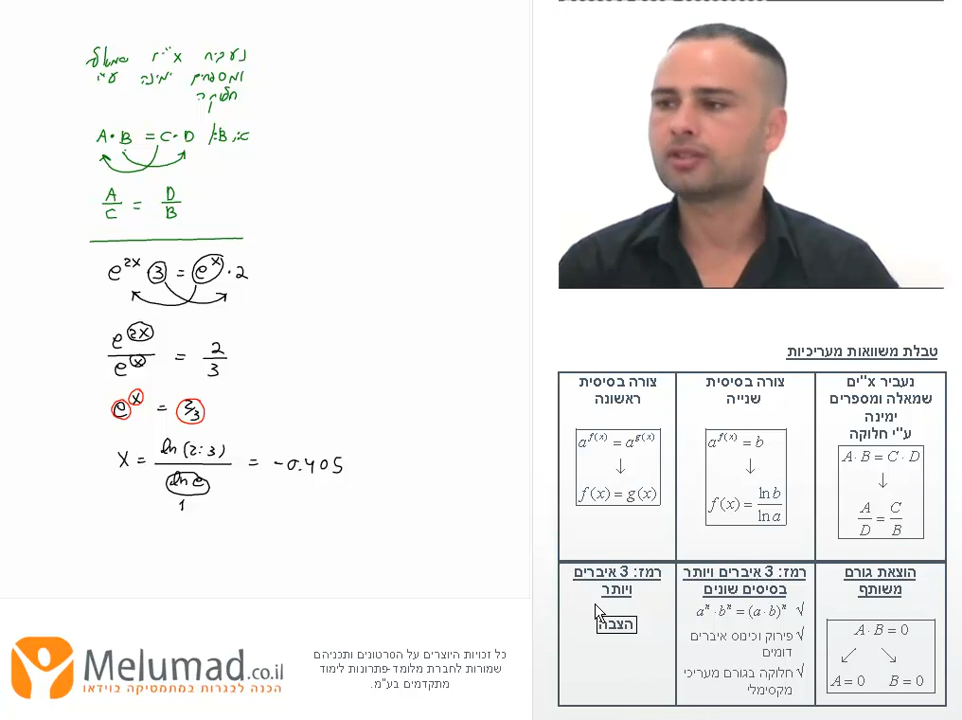 נעביר x"ים שמאלה
ומספרים ימינה ע"י
חלוקה
A·B = C·D /:B,:C
A/C = D/B
e^{2x}·3 = e^x·2
e^{2x}/e^x = 2/3
e^x = 2/3
x = ln(2:3)/ln e = -0.405
1
טבלת משוואות מעריכיות
נעביר x"ים
שמאלה ומספרים
ימינה
ע"י חלוקה
A·B = C·D
↓
A/D = C/B
צורה בסיסית
שנייה
a^{f(x)} = b
↓
f(x) = ln b/ln a
צורה בסיסית
ראשונה
a^{f(x)} = a^{g(x)}
↓
f(x) = g(x)
הוצאת גורם
משותף
A·B = 0
A = 0 B = 0
רמז: 3 איברים ויותר
בסיסים שונים
√ a^n·b^n = (a·b)^n
√ פירוק וכינוס איברים
דומים
√ חלוקה בגורם מעריכי
מקסימלי
רמז: 3 איברים
ויותר
הצבה
Melumad.co.il
הכנה לבגרות במתמטיקה בוידאו
כל זכויות היוצרים על הסרטונים ותכניהם
שמורות לחברת מלומד-פתרונות לימוד
מתקדמים בע"מ.